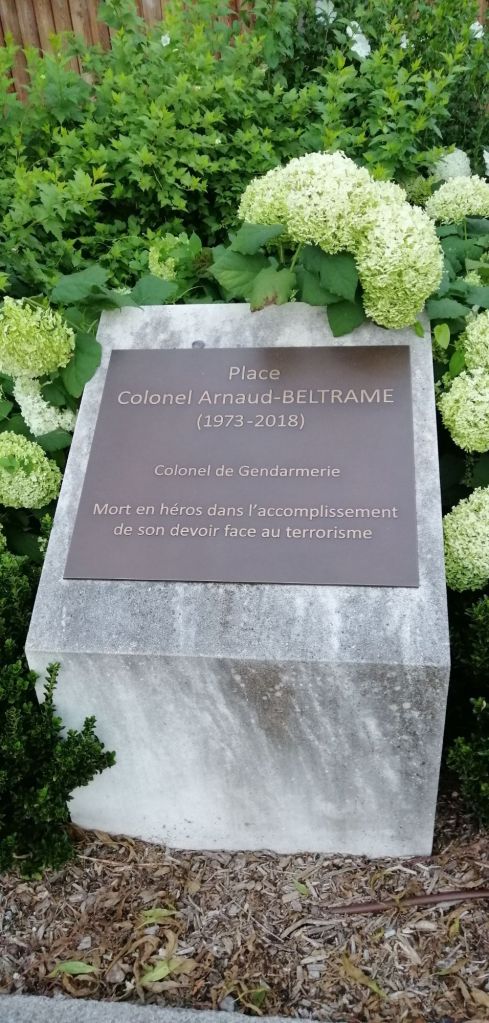 Place
Colonel Arnaud-BELTRAME
(1973-2018)
Colonel de Gendarmerie
Mort en héros dans l'accomplissement
de son devoir face au terrorisme